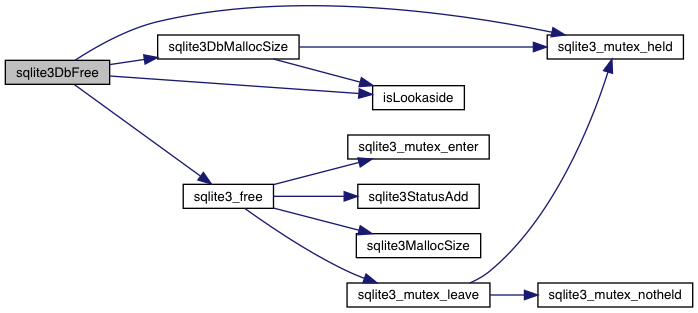 sqlite3DbFree
sqlite3DbMallocSize
sqlite3_mutex_held
isLookaside
sqlite3_free
sqlite3_mutex_enter
sqlite3StatusAdd
sqlite3MallocSize
sqlite3_mutex_leave
sqlite3_mutex_notheld